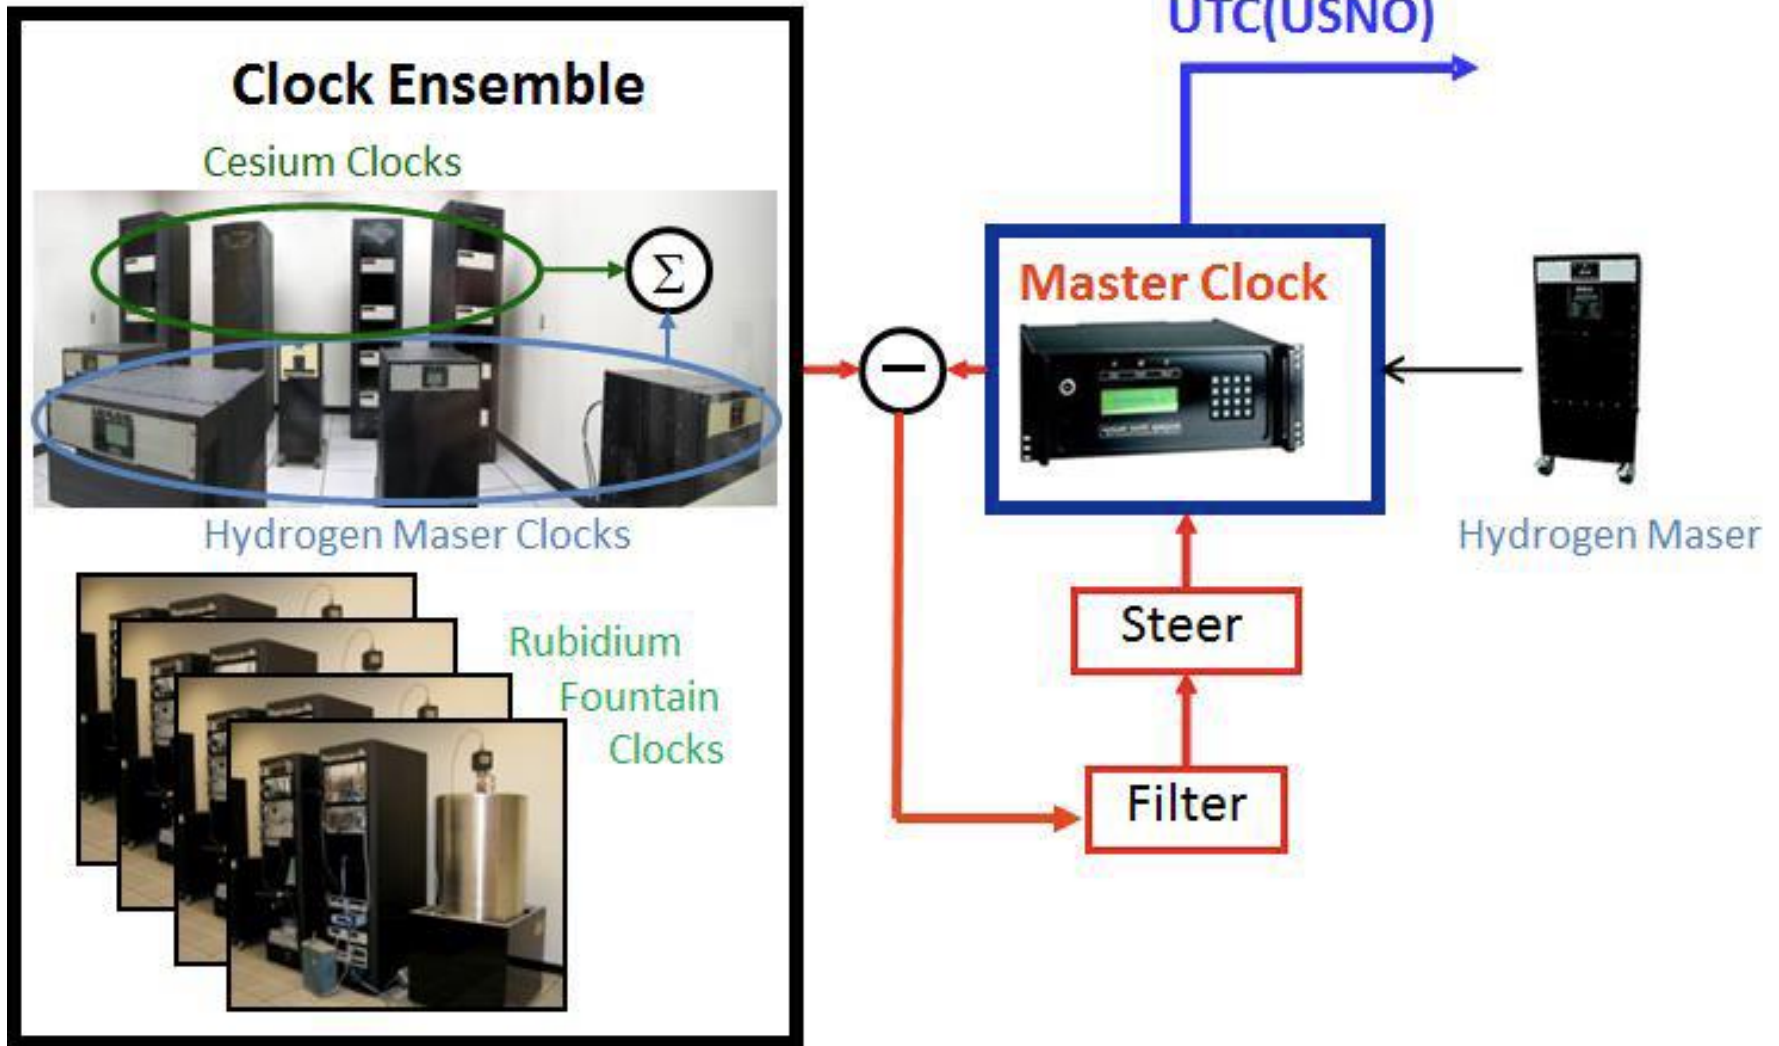 UTC(USNO)
Clock Ensemble
Cesium Clocks
Σ
Hydrogen Maser Clocks
Rubidium
Fountain
Clocks
−
Master Clock
Hydrogen Maser
Steer
Filter